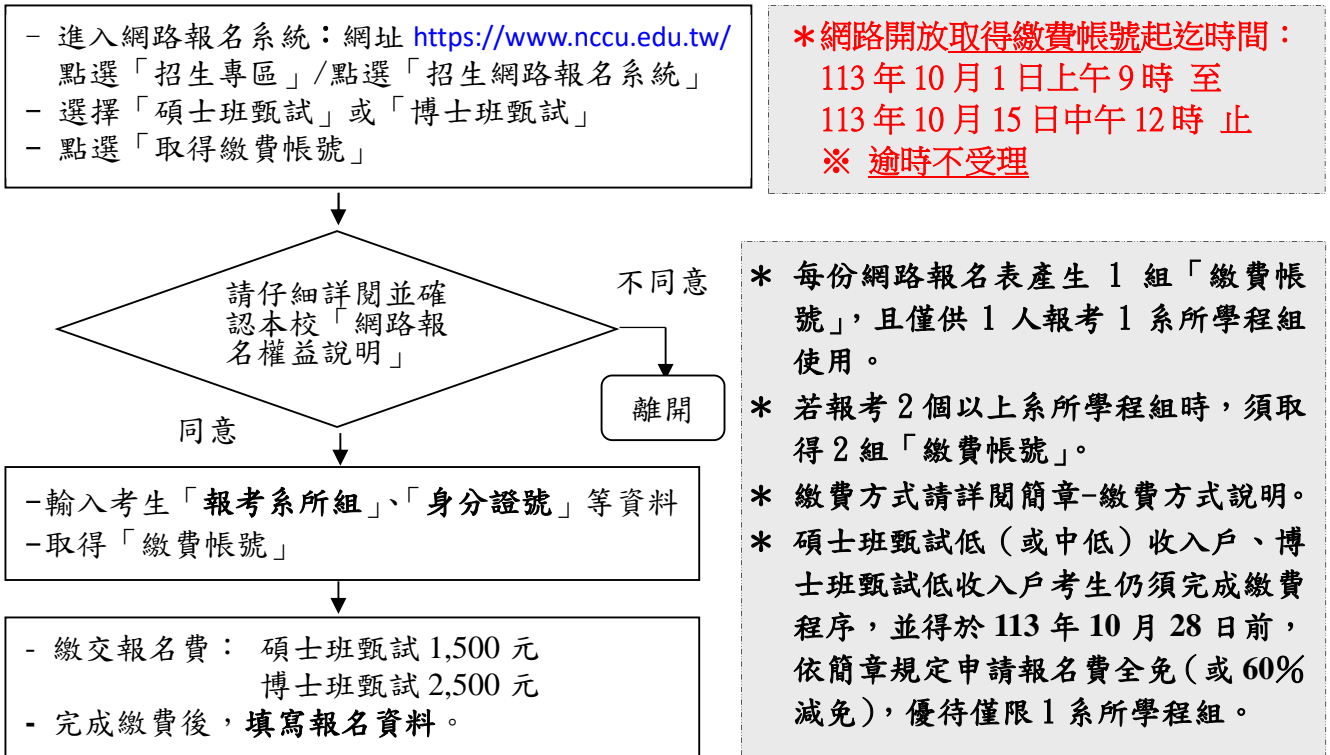 - 進入網路報名系統：網址 https://www.nccu.edu.tw/
點選「招生專區」/點選「招生網路報名系統」
- 選擇「碩士班甄試」或「博士班甄試」
- 點選「取得繳費帳號」
＊網路開放取得繳費帳號起迄時間：
113 年 10 月 1 日上午 9 時 至
113 年 10 月 15 日中午 12 時 止
※ 逾時不受理
請仔細詳閱並確
認本校「網路報
名權益說明」
不同意
離開
同意
-輸入考生「報考系所組」、「身分證號」等資料
-取得「繳費帳號」
- 繳交報名費： 碩士班甄試 1,500 元
博士班甄試 2,500 元
- 完成繳費後，填寫報名資料。
＊ 每份網路報名表產生 1 組「繳費帳
號」，且僅供 1 人報考 1 系所學程組
使用。
＊ 若報考 2 個以上系所學程組時，須取
得 2 組「繳費帳號」。
＊ 繳費方式請詳閱簡章-繳費方式說明。
＊ 碩士班甄試低（或中低）收入戶、博
士班甄試低收入戶考生仍須完成繳費
程序，並得於 113 年 10 月 28 日前，
依簡章規定申請報名費全免（或 60%
減免），優待僅限 1 系所學程組。